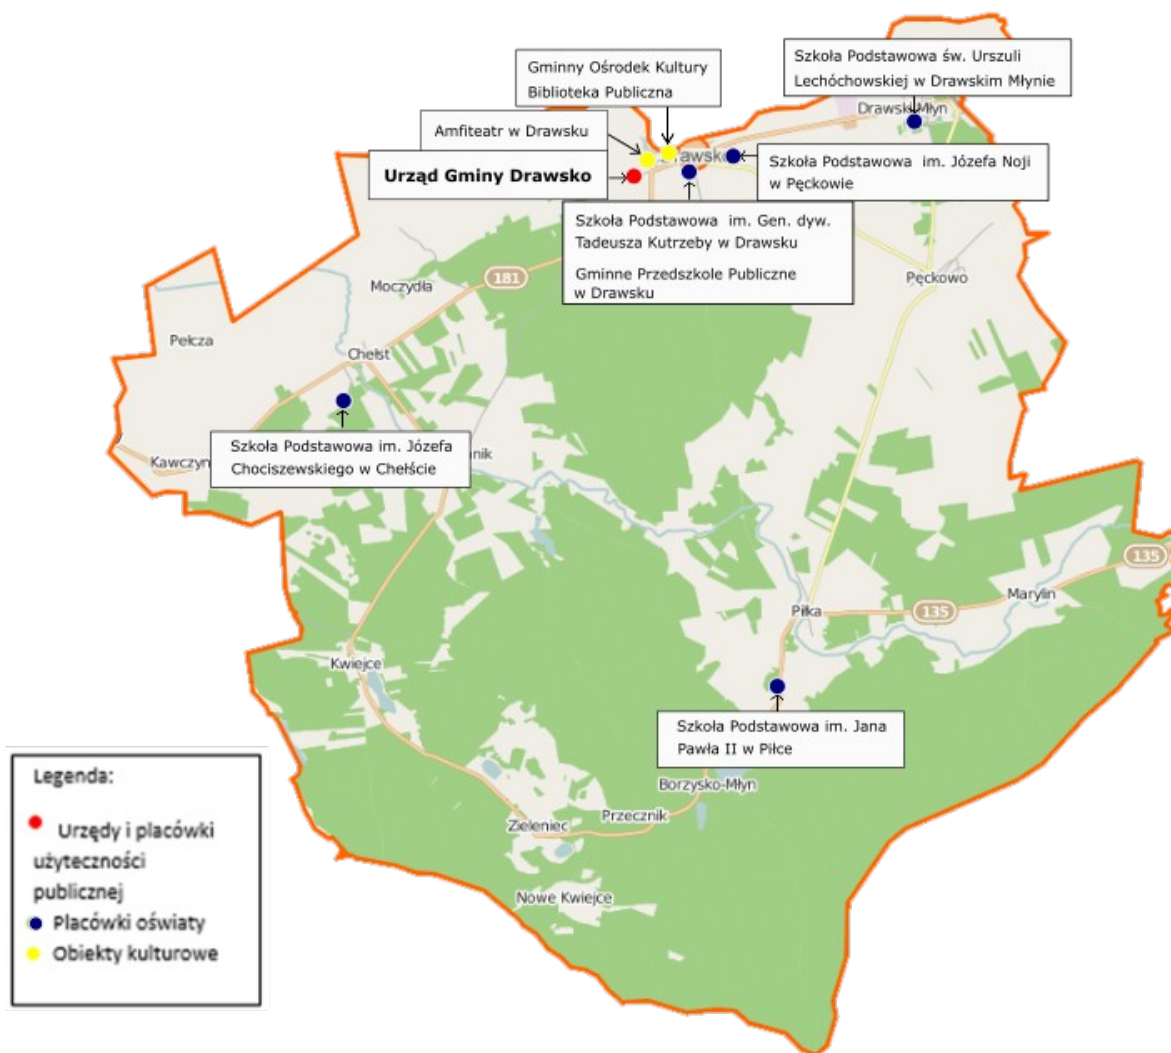 Szkoła Podstawowa św. Urszuli
Lechóchowskiej w Drawskim Młynie
Gminny Ośrodek Kultury
Biblioteka Publiczna
Drawski Młyn
Amfiteatr w Drawsku
Drawsko
Urząd Gminy Drawsko
Szkoła Podstawowa im. Józefa Noji
w Pęckowie
Szkoła Podstawowa im. Gen. dyw.
Tadeusza Kutrzeby w Drawsku
Gminne Przedszkole Publiczne
w Drawsku
181
Moczydła
Pęckowo
Pełcza
Chełst
Szkoła Podstawowa im. Józefa
Chociszewskiego w Chełście
Kawczyn
nik
135
Marylin
Piłka
135
Kwiejce
Szkoła Podstawowa im. Jana
Pawła II w Piłce
Borzysko-Młyn
Przecznik
Zieleniec
Nowe Kwiejce
Legenda:
Urzędy i placówki
użyteczności
publicznej
Placówki oświaty
Obiekty kulturowe